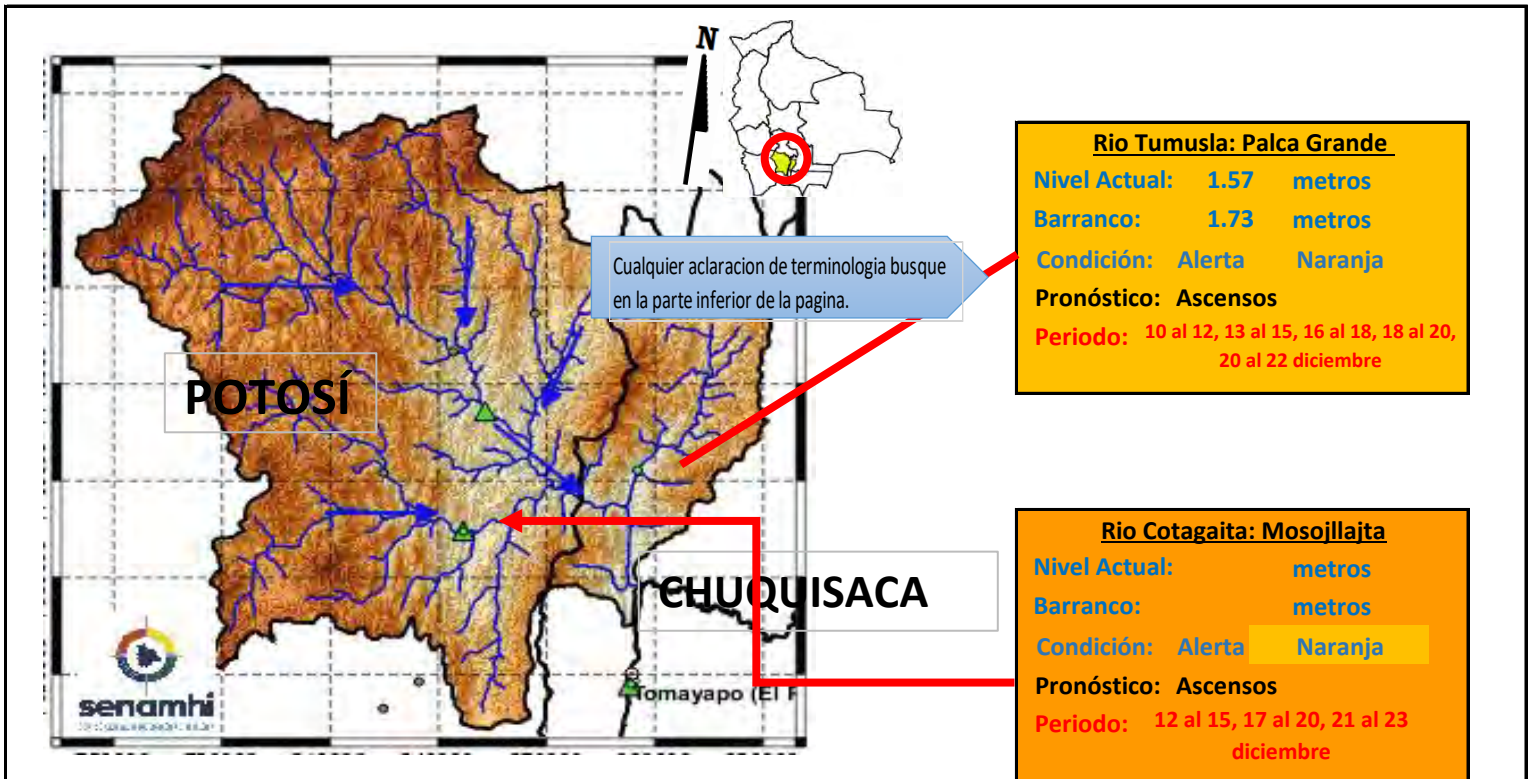 N
Cualquier aclaracion de terminologia busque
en la parte inferior de la pagina.
POTOSÍ
CHUQUISACA
Tomayapo (El
senamhi
Rio Tumusla: Palca Grande
Nivel Actual: 1.57 metros
Barranco: 1.73 metros
Condición: Alerta Naranja
Pronóstico: Ascensos
Periodo: 10 al 12, 13 al 15, 16 al 18, 18 al 20,
20 al 22 diciembre
Rio Cotagaita: Mosojllajta
Nivel Actual: metros
Barranco: metros
Condición: Alerta Naranja
Pronóstico: Ascensos
Periodo: 12 al 15, 17 al 20, 21 al 23
diciembre